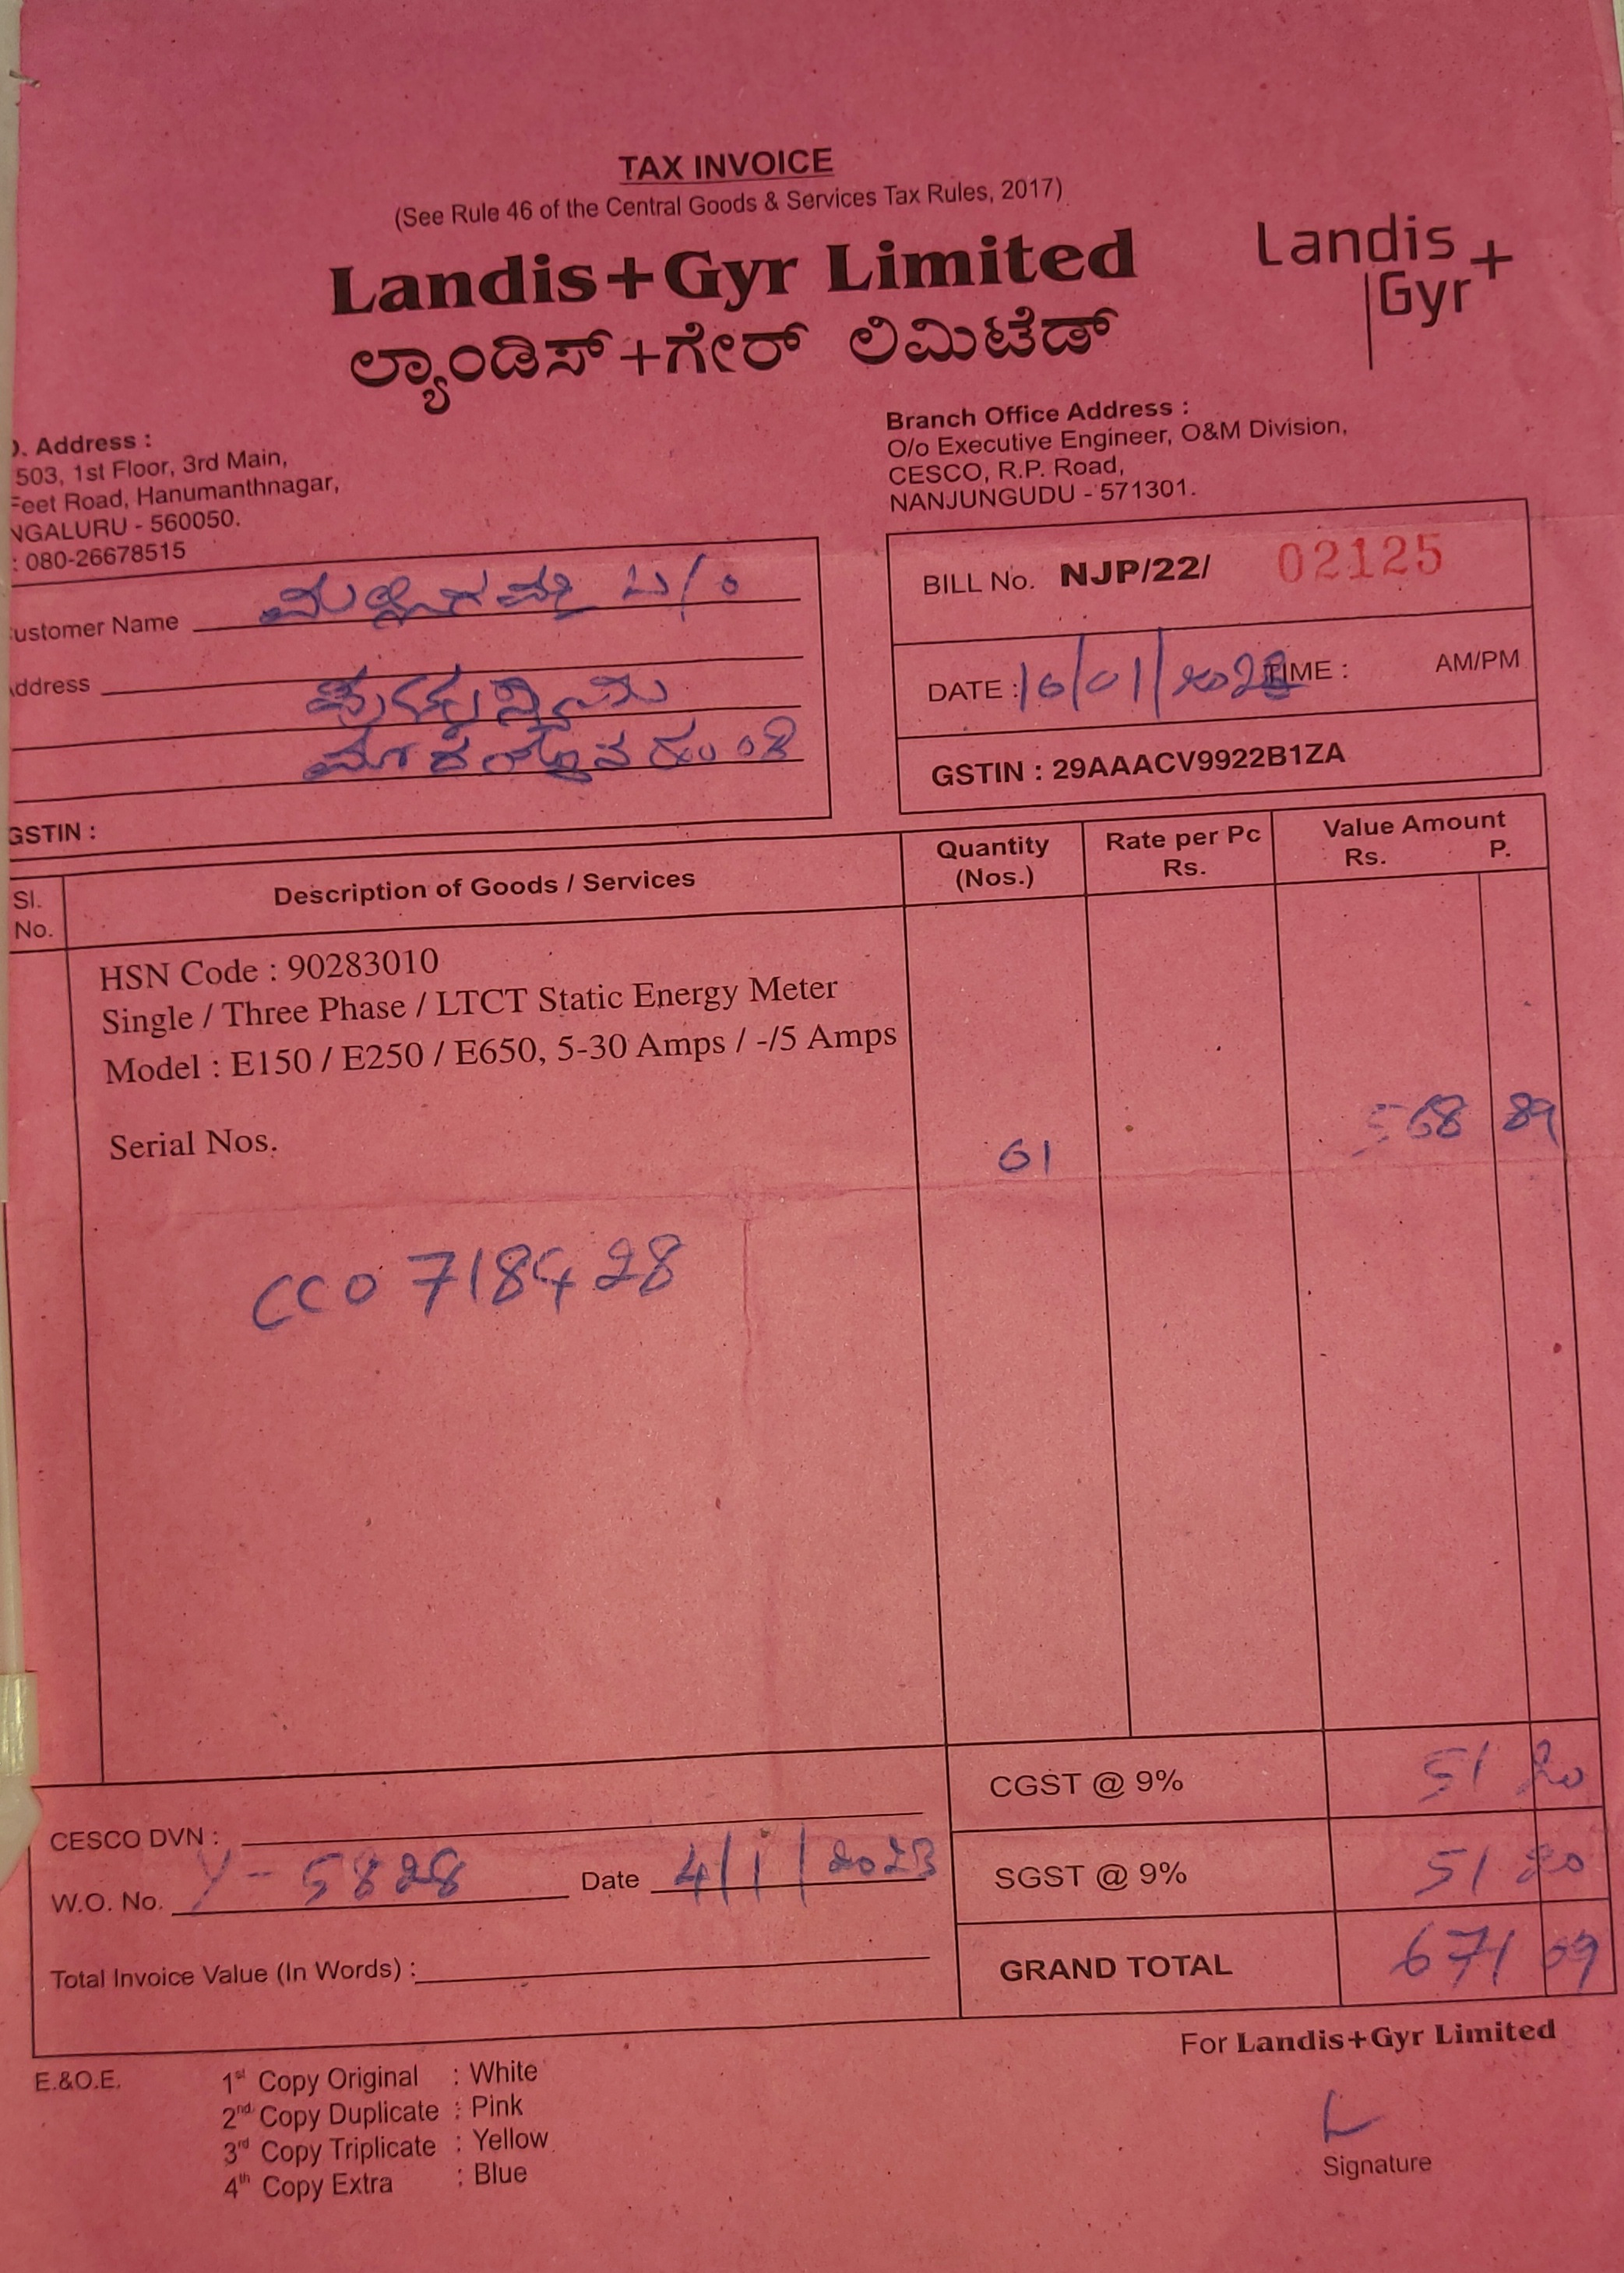 TAX INVOICE
(See Rule 46 of the Central Goods & Services Tax Rules, 2017)
Landis+Gyr Limited
ಲ್ಯಾಂಡಿಸ್+ಗೇರ್ ಲಿಮಿಟೆಡ್
Landis
Gyr+
. Address :
503, 1st Floor, 3rd Main,
Feet Road, Hanumanthnagar,
NGALURU - 560050.
: 080-26678515
Branch Office Address :
O/o Executive Engineer, O&M Division,
CESCO, R.P. Road,
NANJUNGUDU - 571301.
ustomer Name
ddress
GSTIN :
BILL No. NJP/22/ 02125
DATE : 10/01/2023 TIME : AM/PM
GSTIN : 29AAACV9922B1ZA
Sl. No. Description of Goods / Services Quantity (Nos.) Rate per Pc Rs. Value Amount Rs. P.
HSN Code : 90283010
Single / Three Phase / LTCT Static Energy Meter
Model : E150 / E250 / E650, 5-30 Amps / -/5 Amps
Serial Nos. 01 568 89
CC0718428
CGST @ 9% 51 20
CESCO DVN :
W.O. No. Y-5828 Date 4/1/2023
SGST @ 9% 51 20
Total Invoice Value (In Words) :
GRAND TOTAL 671 09
For Landis+Gyr Limited
E.&O.E.
1st Copy Original : White
2nd Copy Duplicate : Pink
3rd Copy Triplicate : Yellow
4th Copy Extra : Blue
Signature